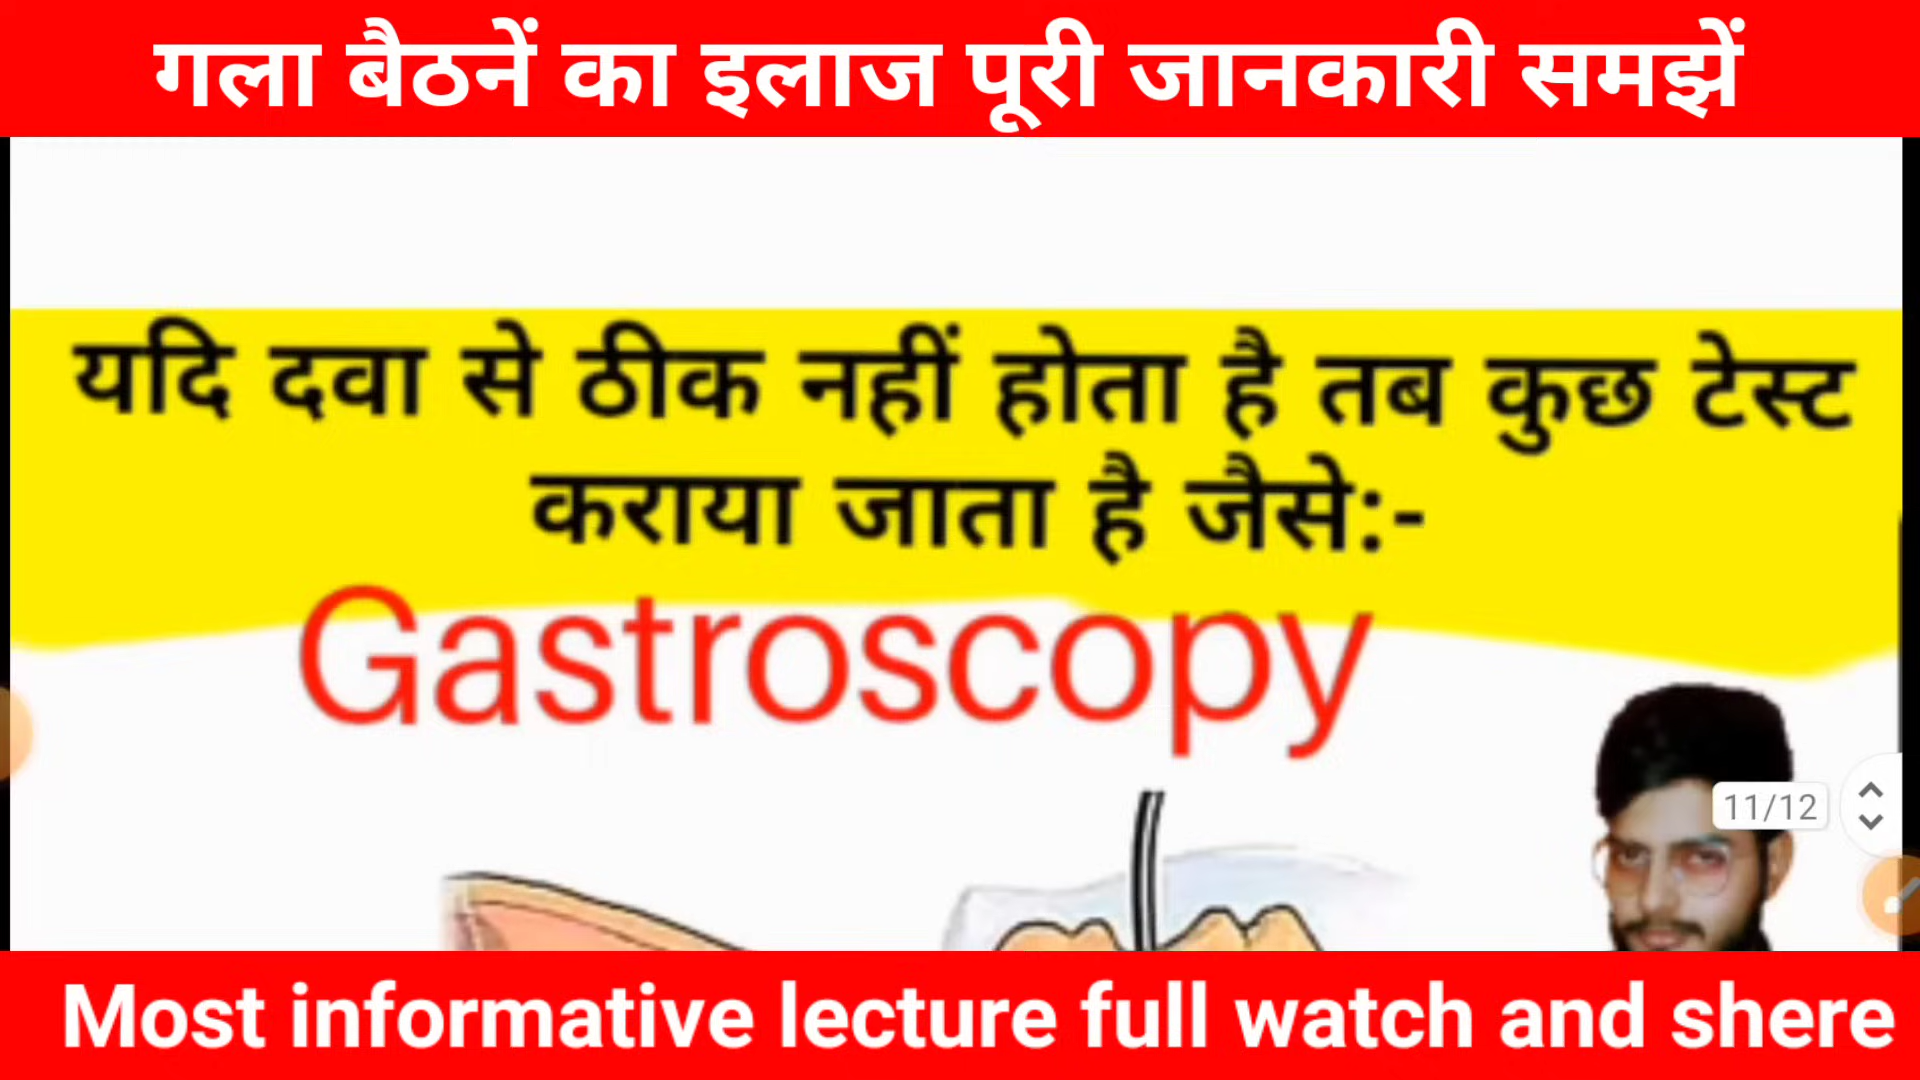 गला बैठनें का इलाज पूरी जानकारी समझें
यदि दवा से ठीक नहीं होता है तब कुछ टेस्ट
कराया जाता है जैसे:-
Gastroscopy
11/12
Most informative lecture full watch and shere